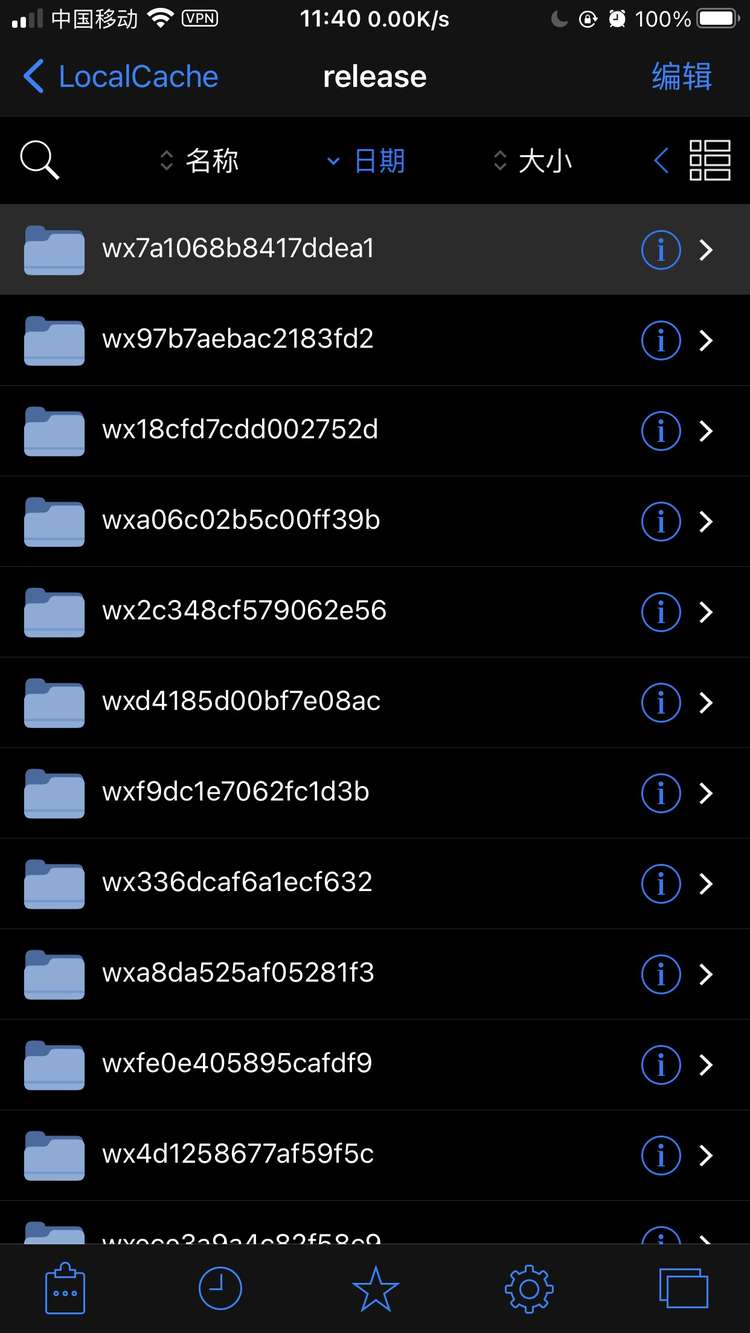 中国移动 VPN 11:40 0.00K/s 100%
LocalCache release 编辑
名称 日期 大小
wx7a1068b8417ddea1
wx97b7aebac2183fd2
wx18cfd7cdd002752d
wxa06c02b5c00ff39b
wx2c348cf579062e56
wxd4185d00bf7e08ac
wxf9dc1e7062fc1d3b
wx336dcaf6a1ecf632
wxa8da525af05281f3
wxfe0e405895cafdf9
wx4d1258677af59f5c